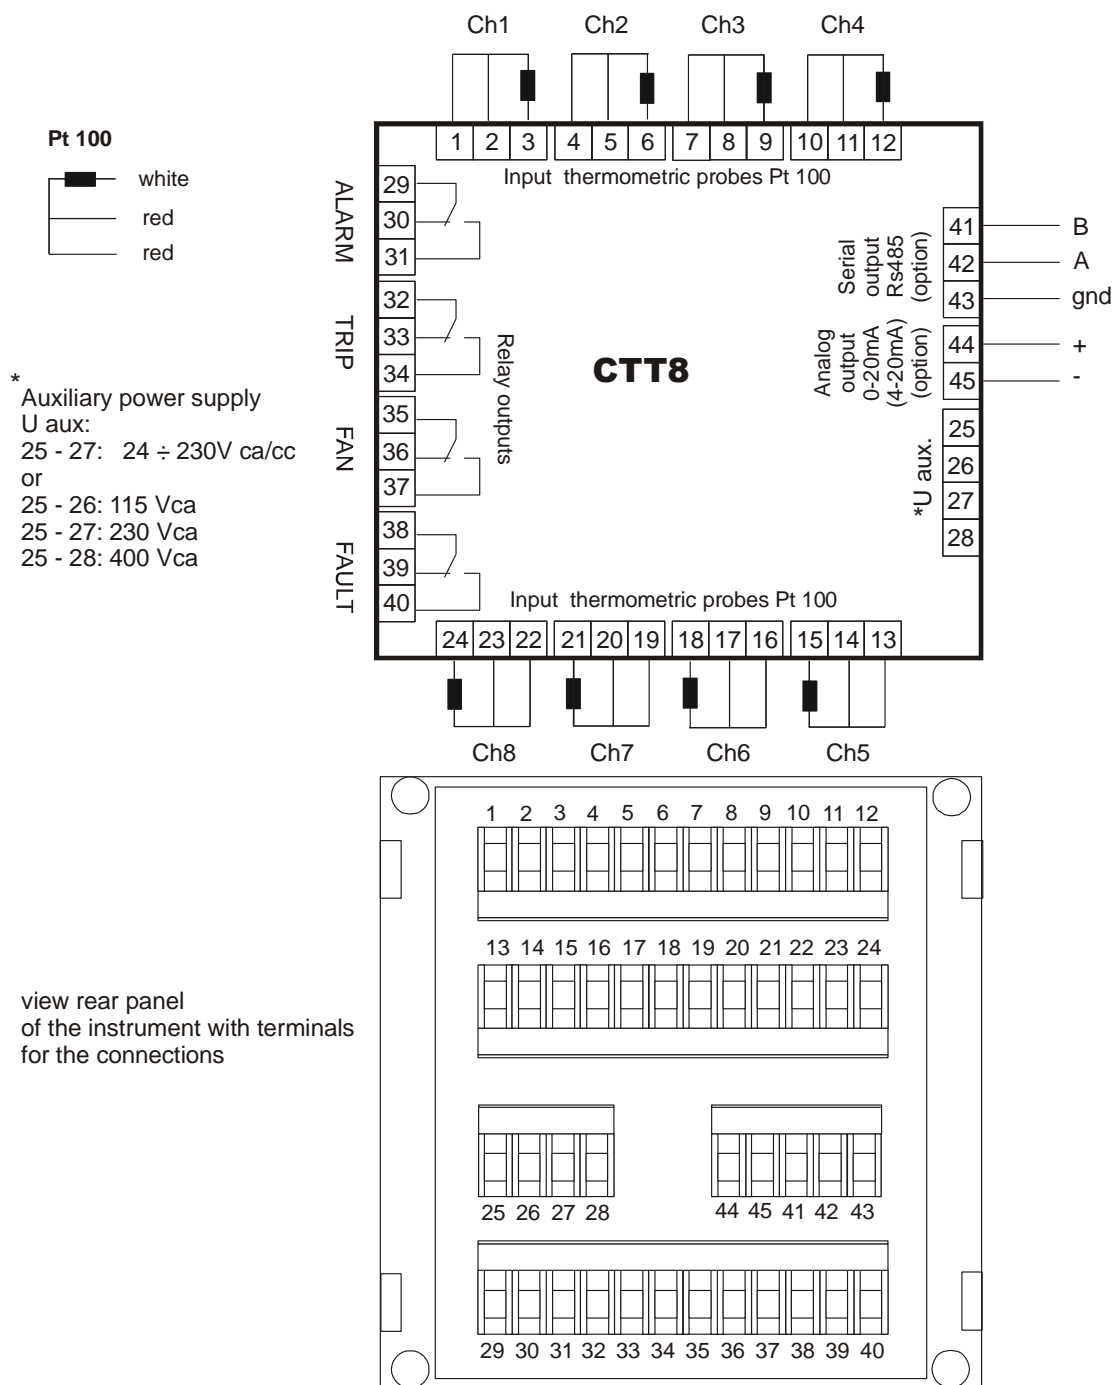 Ch1 Ch2 Ch3 Ch4
Pt 100
white
red
red
1 2 3 4 5 6 7 8 9 10 11 12
Input thermometric probes Pt 100
ALARM
29
30
31
TRIP
32
33
34
FAN
35
36
37
FAULT
38
39
40
Relay outputs
CTT8
Serial
output
Rs485
(option)
41 B
42 A
43 gnd
Analog
output
0-20mA
(4-20mA)
(option)
44 +
45 -
*U aux.
25
26
27
28
*
Auxiliary power supply
U aux:
25 - 27: 24 ÷ 230V ca/cc
or
25 - 26: 115 Vca
25 - 27: 230 Vca
25 - 28: 400 Vca
Input thermometric probes Pt 100
24 23 22 21 20 19 18 17 16 15 14 13
Ch8 Ch7 Ch6 Ch5
1 2 3 4 5 6 7 8 9 10 11 12
13 14 15 16 17 18 19 20 21 22 23 24
view rear panel
of the instrument with terminals
for the connections
25 26 27 28 44 45 41 42 43
29 30 31 32 33 34 35 36 37 38 39 40